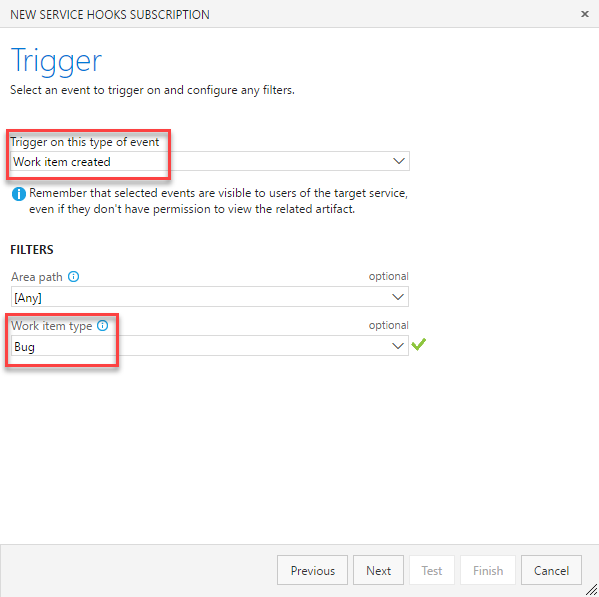 NEW SERVICE HOOKS SUBSCRIPTION
Trigger
Select an event to trigger on and configure any filters.
Trigger on this type of event
Work item created
Remember that selected events are visible to users of the target service,
even if they don't have permission to view the related artifact.
FILTERS
Area path optional
[Any]
Work item type optional
Bug
Previous Next Test Finish Cancel